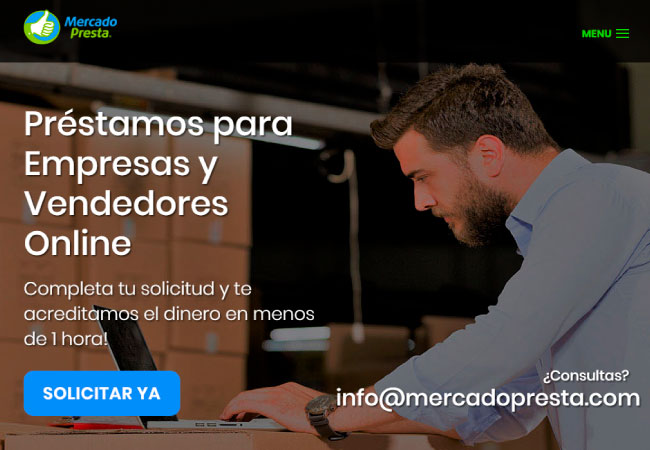 Mercado
Presta.
MENU
Préstamos para
Empresas y
Vendedores
Online
Completa tu solicitud y te
acreditamos el dinero en menos
de 1 hora!
SOLICITAR YA
¿Consultas?
info@mercadopresta.com